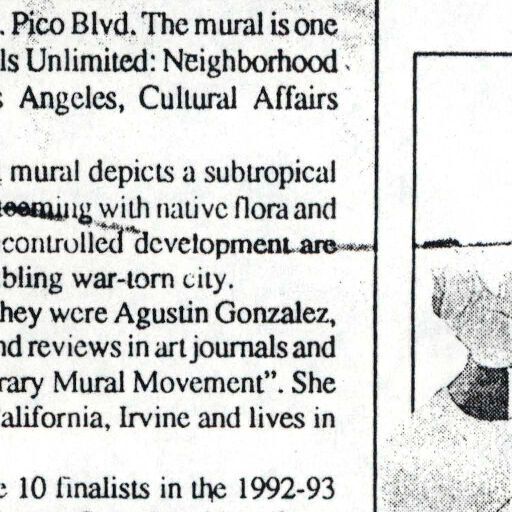 . Pico Blvd. The mural is one
ls Unlimited: Neighborhood
s Angeles, Cultural Affairs
mural depicts a subtropical
teeming with native flora and
controlled development are
bling war-torn city.
hey were Agustin Gonzalez,
nd reviews in art journals and
rary Mural Movement”. She
alifornia, Irvine and lives in
e 10 finalists in the 1992-93